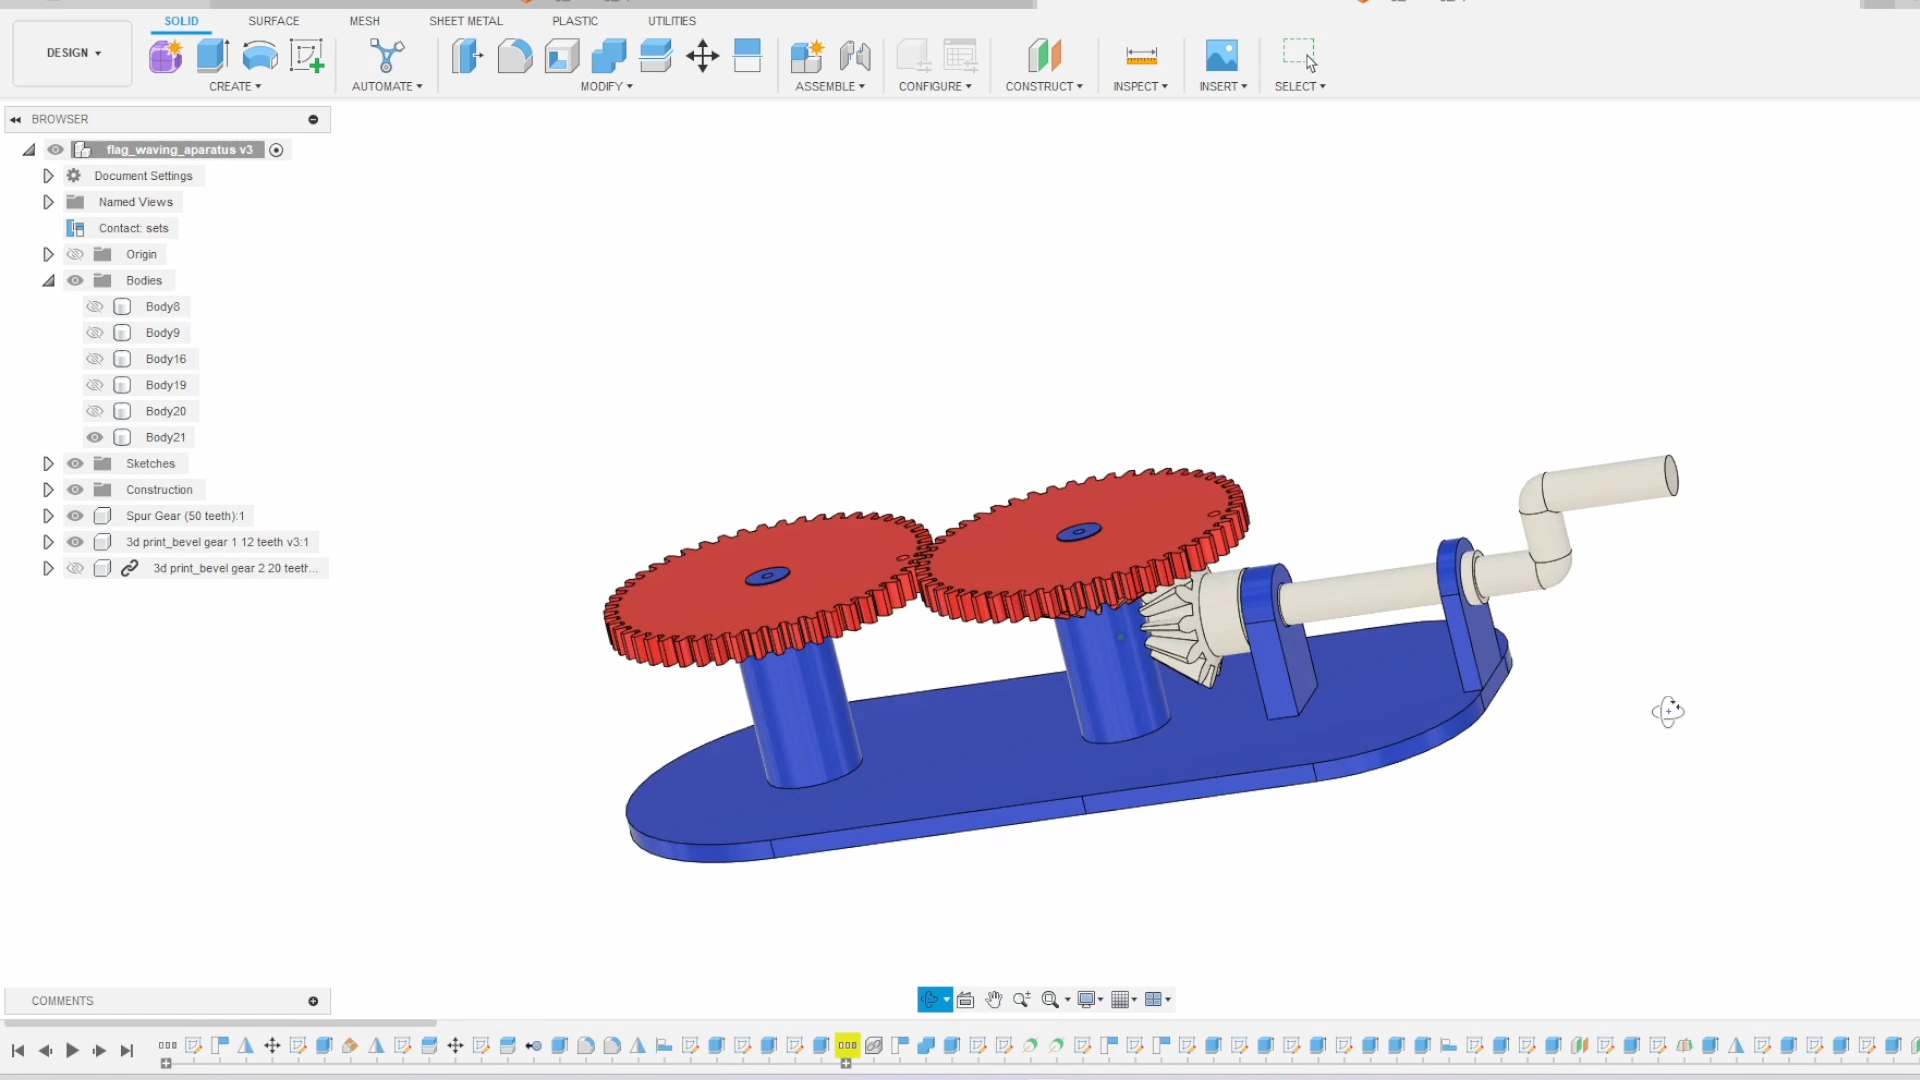 SOLID SURFACE MESH SHEET METAL PLASTIC UTILITIES
DESIGN
CREATE AUTOMATE MODIFY ASSEMBLE CONFIGURE CONSTRUCT INSPECT INSERT SELECT
BROWSER
flag_waving_aparatus v3
Document Settings
Named Views
Contact: sets
Origin
Bodies
Body8
Body9
Body16
Body19
Body20
Body21
Sketches
Construction
Spur Gear (50 teeth):1
3d print_bevel gear 1 12 teeth v3:1
3d print_bevel gear 2 20 teeth...
COMMENTS